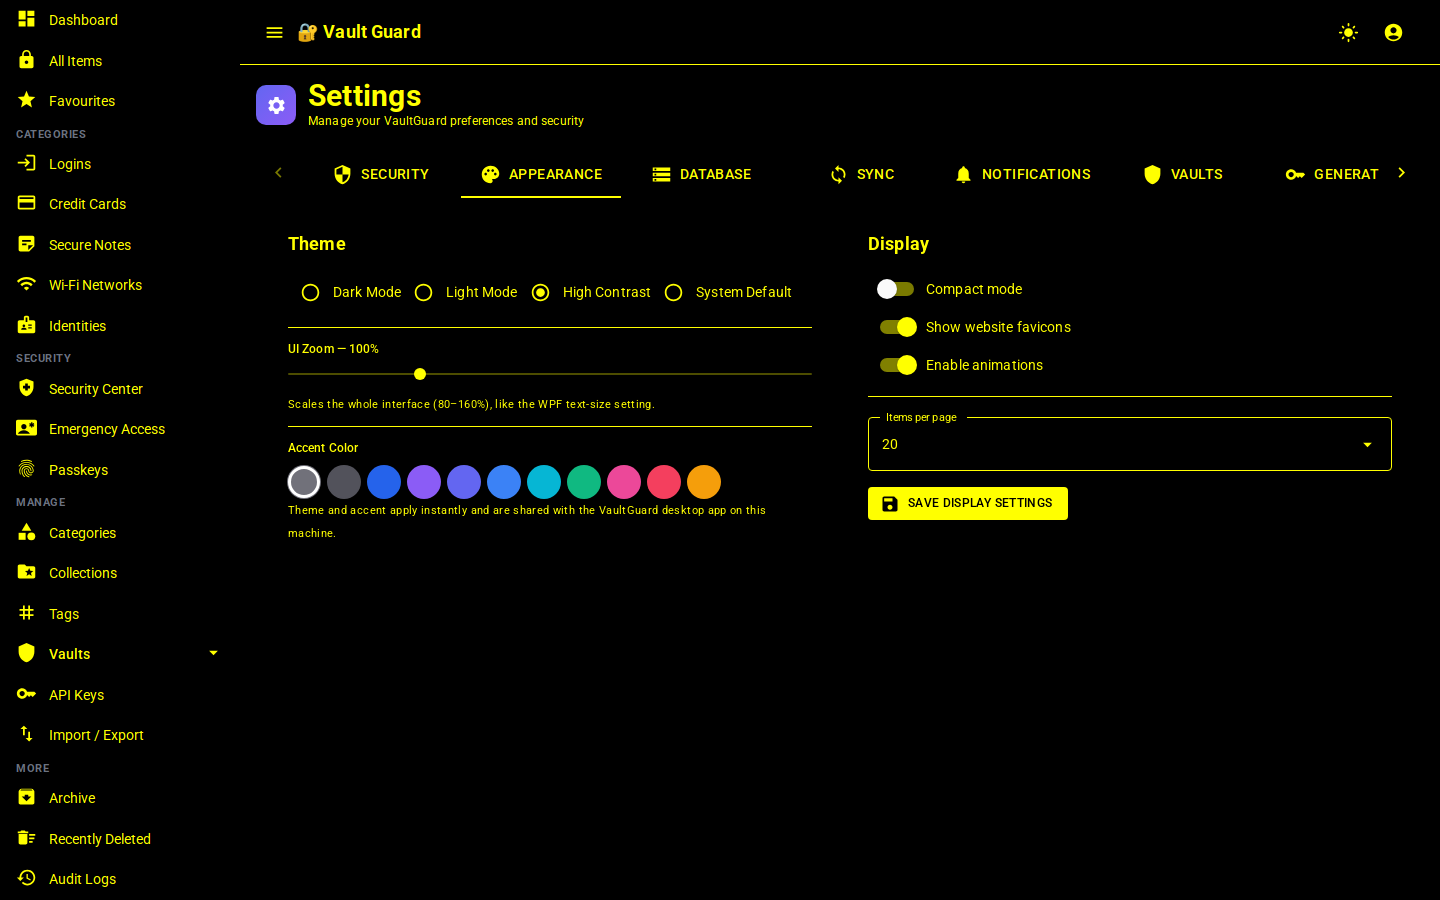 Dashboard
All Items
Favourites
CATEGORIES
Logins
Credit Cards
Secure Notes
Wi-Fi Networks
Identities
SECURITY
Security Center
Emergency Access
Passkeys
MANAGE
Categories
Collections
Tags
Vaults
API Keys
Import / Export
MORE
Archive
Recently Deleted
Audit Logs
Vault Guard
Settings
Manage your VaultGuard preferences and security
SECURITY
APPEARANCE
DATABASE
SYNC
NOTIFICATIONS
VAULTS
GENERAT
Theme
Dark Mode
Light Mode
High Contrast
System Default
UI Zoom — 100%
Scales the whole interface (80–160%), like the WPF text-size setting.
Accent Color
Theme and accent apply instantly and are shared with the VaultGuard desktop app on this
machine.
Display
Compact mode
Show website favicons
Enable animations
Items per page
20
SAVE DISPLAY SETTINGS